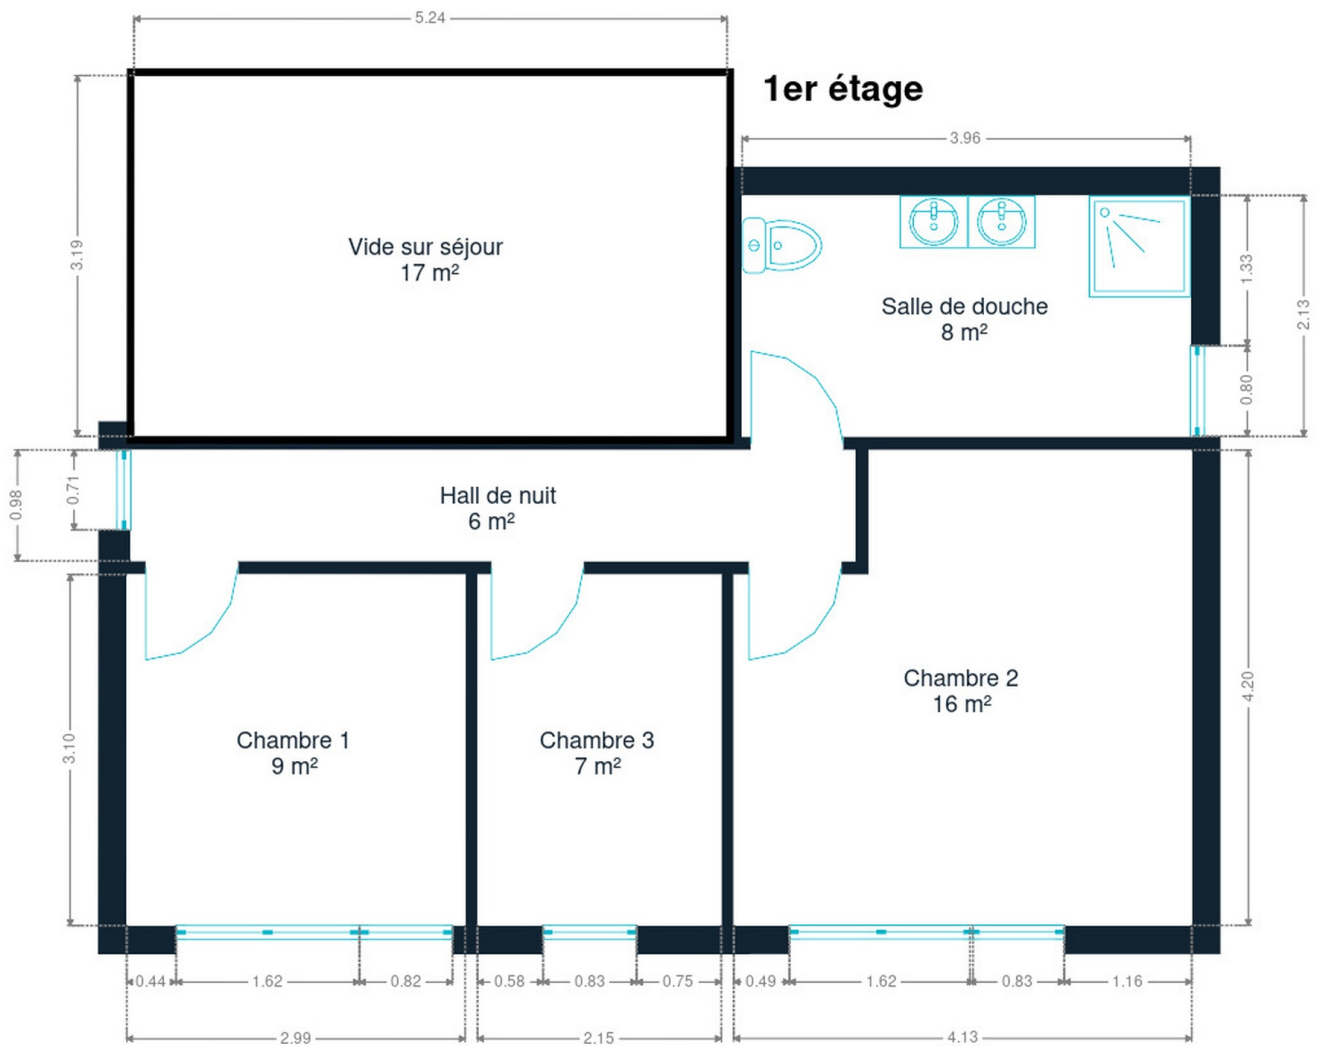 5.24
1er étage
3.96
3.19
Vide sur séjour
17 m²
1.33
2.13
Salle de douche
8 m²
0.80
0.98
0.71
Hall de nuit
6 m²
4.20
Chambre 2
16 m²
3.10
Chambre 1
9 m²
Chambre 3
7 m²
0.44
1.62
0.82
0.58
0.83
0.75
0.49
1.62
0.83
1.16
2.99
2.15
4.13